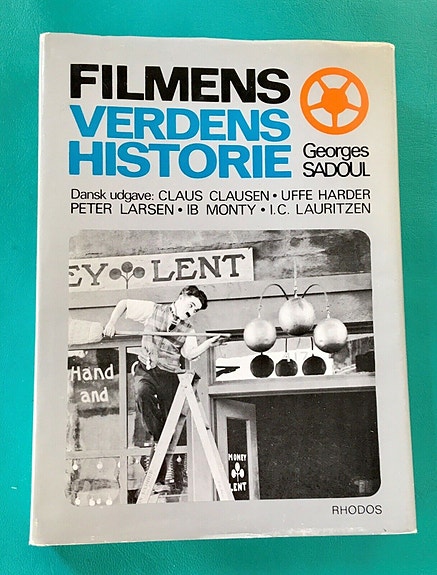 FILMENS
VERDENS
HISTORIE
Georges
SADOUL
Dansk udgave: CLAUS CLAUSEN • UFFE HARDER
PETER LARSEN • IB MONTY • I.C. LAURITZEN
EY LENT
Hand
and
MONEY
LENT
RHODOS